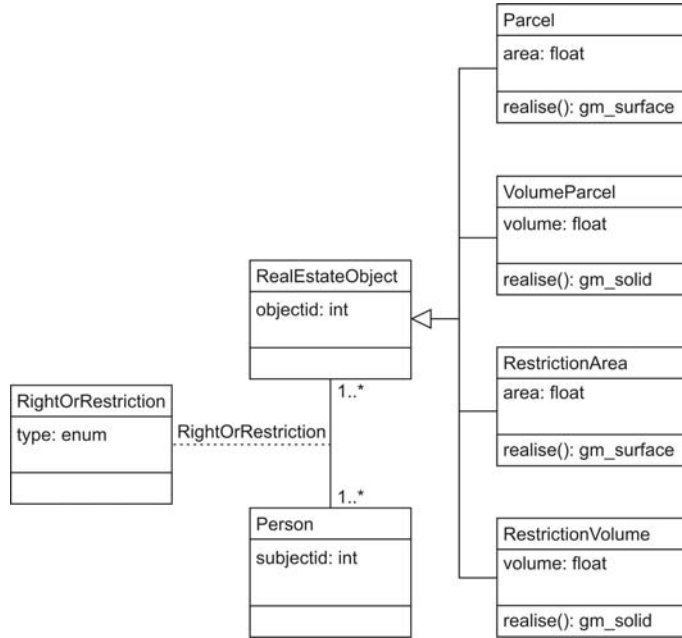 Parcel
area: float
realise(): gm_surface
VolumeParcel
volume: float
realise(): gm_solid
RealEstateObject
objectid: int
RestrictionArea
area: float
realise(): gm_surface
1..*
RightOrRestriction
type: enum
RightOrRestriction
1..*
Person
subjectid: int
RestrictionVolume
volume: float
realise(): gm_solid